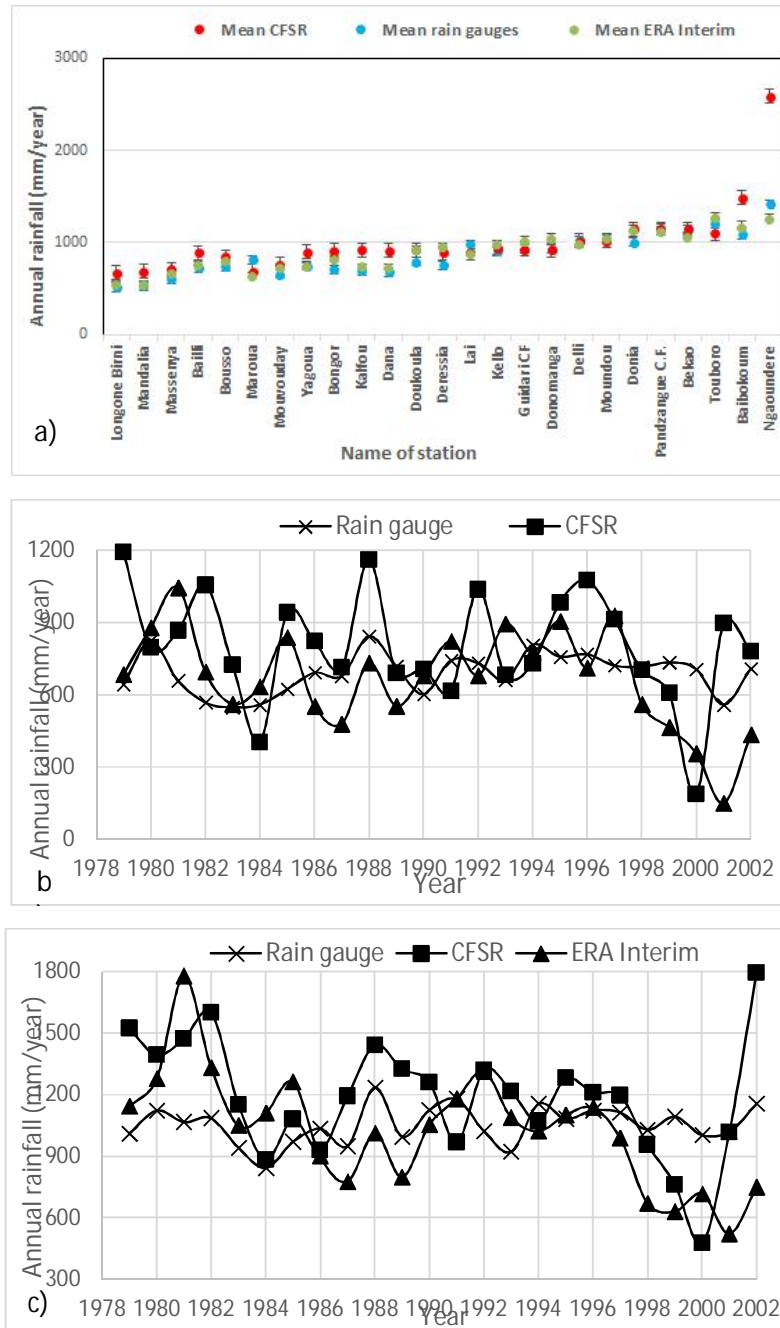 Mean CFSR Mean rain gauges Mean ERA Interim
Annual rainfall (mm/year)
3000
2000
1000
0
Longone Birni
Mandalia
Massenya
Bailli
Bousso
Maroua
Mouvouday
Yagoua
Bongor
Kalfou
Dana
Doukoula
Deressia
Lai
Kello
Guidari CF
Donomanga
Delli
Moundou
Donia
Pandzangue C.F.
Bekao
Touboro
Baibokoum
Ngaoundere
a)
Name of station
Rain gauge CFSR
Annual rainfall (mm/year)
1200
900
600
300
0
1978 1980 1982 1984 1986 1988 1990 1992 1994 1996 1998 2000 2002
Year
b
Rain gauge CFSR ERA Interim
Annual rainfall (mm/year)
1800
1500
1200
900
600
300
1978 1980 1982 1984 1986 1988 1990 1992 1994 1996 1998 2000 2002
Year
c)